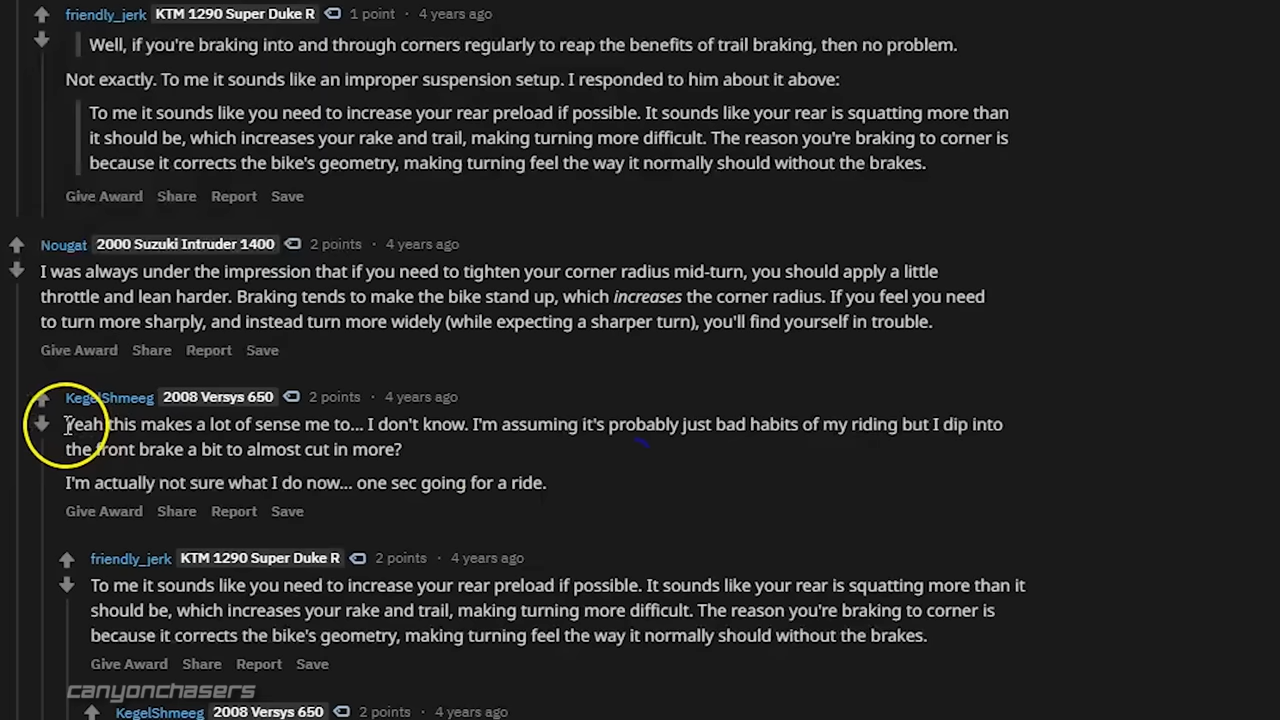 friendly_jerk KTM 1290 Super Duke R 1 point · 4 years ago
Well, if you're braking into and through corners regularly to reap the benefits of trail braking, then no problem.
Not exactly. To me it sounds like an improper suspension setup. I responded to him about it above:
To me it sounds like you need to increase your rear preload if possible. It sounds like your rear is squatting more than
it should be, which increases your rake and trail, making turning more difficult. The reason you're braking to corner is
because it corrects the bike's geometry, making turning feel the way it normally should without the brakes.
Give Award Share Report Save
Nougat 2000 Suzuki Intruder 1400 2 points · 4 years ago
I was always under the impression that if you need to tighten your corner radius mid-turn, you should apply a little
throttle and lean harder. Braking tends to make the bike stand up, which increases the corner radius. If you feel you need
to turn more sharply, and instead turn more widely (while expecting a sharper turn), you'll find yourself in trouble.
Give Award Share Report Save
KegelShmeeg 2008 Versys 650 2 points · 4 years ago
Yeah this makes a lot of sense me to... I don't know. I'm assuming it's probably just bad habits of my riding but I dip into
the front brake a bit to almost cut in more?
I'm actually not sure what I do now... one sec going for a ride.
Give Award Share Report Save
friendly_jerk KTM 1290 Super Duke R 2 points · 4 years ago
To me it sounds like you need to increase your rear preload if possible. It sounds like your rear is squatting more than it
should be, which increases your rake and trail, making turning more difficult. The reason you're braking to corner is
because it corrects the bike's geometry, making turning feel the way it normally should without the brakes.
Give Award Share Report Save
canyonchasers
KegelShmeeg 2008 Versys 650 2 points · 4 years ago